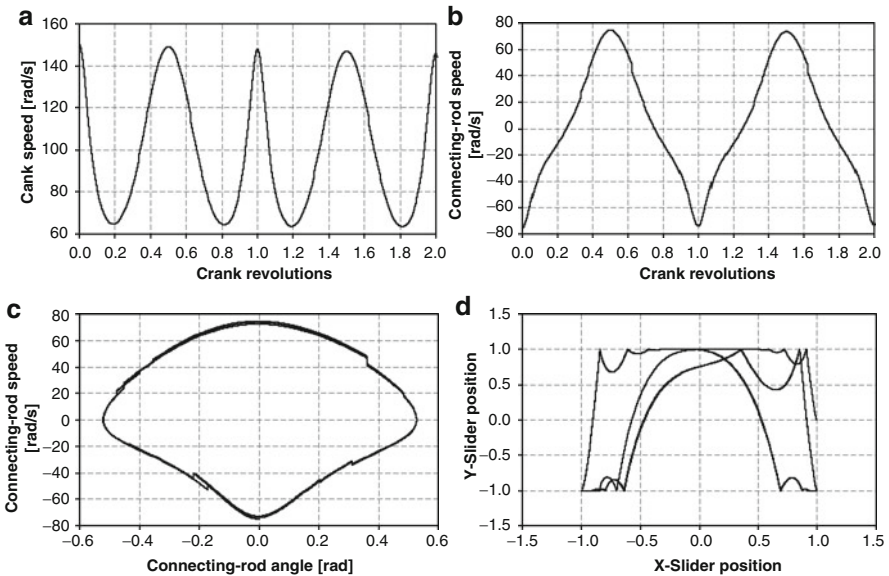 a
160
140
120
100
80
60
Cank speed [rad/s]
0.0 0.2 0.4 0.6 0.8 1.0 1.2 1.4 1.6 1.8 2.0
Crank revolutions
b
80
60
40
20
0
−20
−40
−60
−80
Connecting-rod speed
[rad/s]
0.0 0.2 0.4 0.6 0.8 1.0 1.2 1.4 1.6 1.8 2.0
Crank revolutions
c
80
60
40
20
0
−20
−40
−60
−80
Connecting-rod speed
[rad/s]
−0.6 −0.4 −0.2 0.0 0.2 0.4 0.6
Connecting-rod angle [rad]
d
1.5
1.0
0.5
0.0
−0.5
−1.0
−1.5
Y-Slider position
−1.5 −1.0 −0.5 0.0 0.5 1.0 1.5
X-Slider position